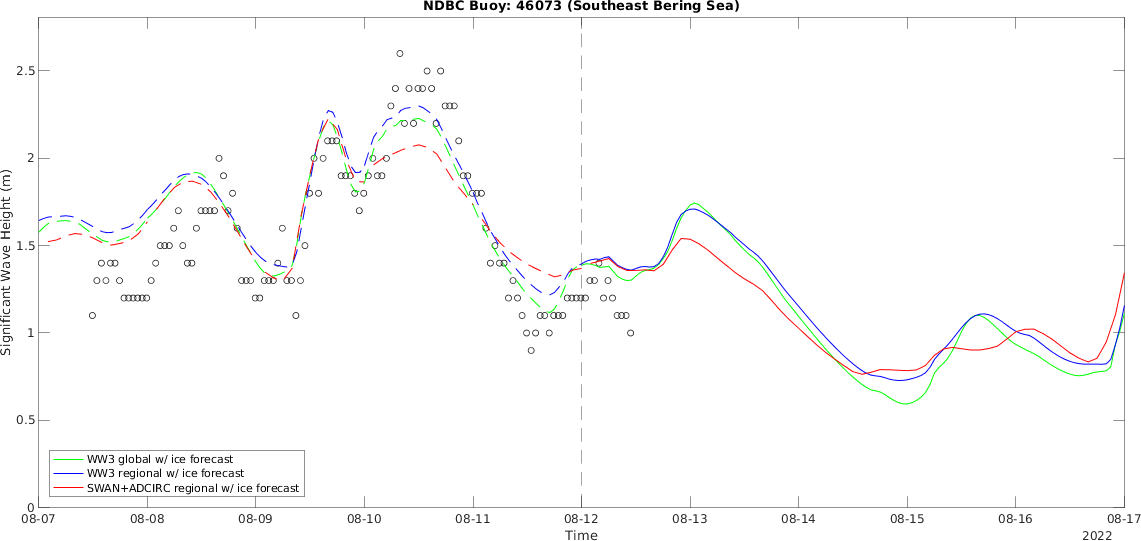 NDBC Buoy: 46073 (Southeast Bering Sea)
Significant Wave Height (m)
2.5
2
1.5
1
0.5
0
WW3 global w/ ice forecast
WW3 regional w/ ice forecast
SWAN+ADCIRC regional w/ ice forecast
08-07 08-08 08-09 08-10 08-11 08-12 08-13 08-14 08-15 08-16 08-17
Time
2022